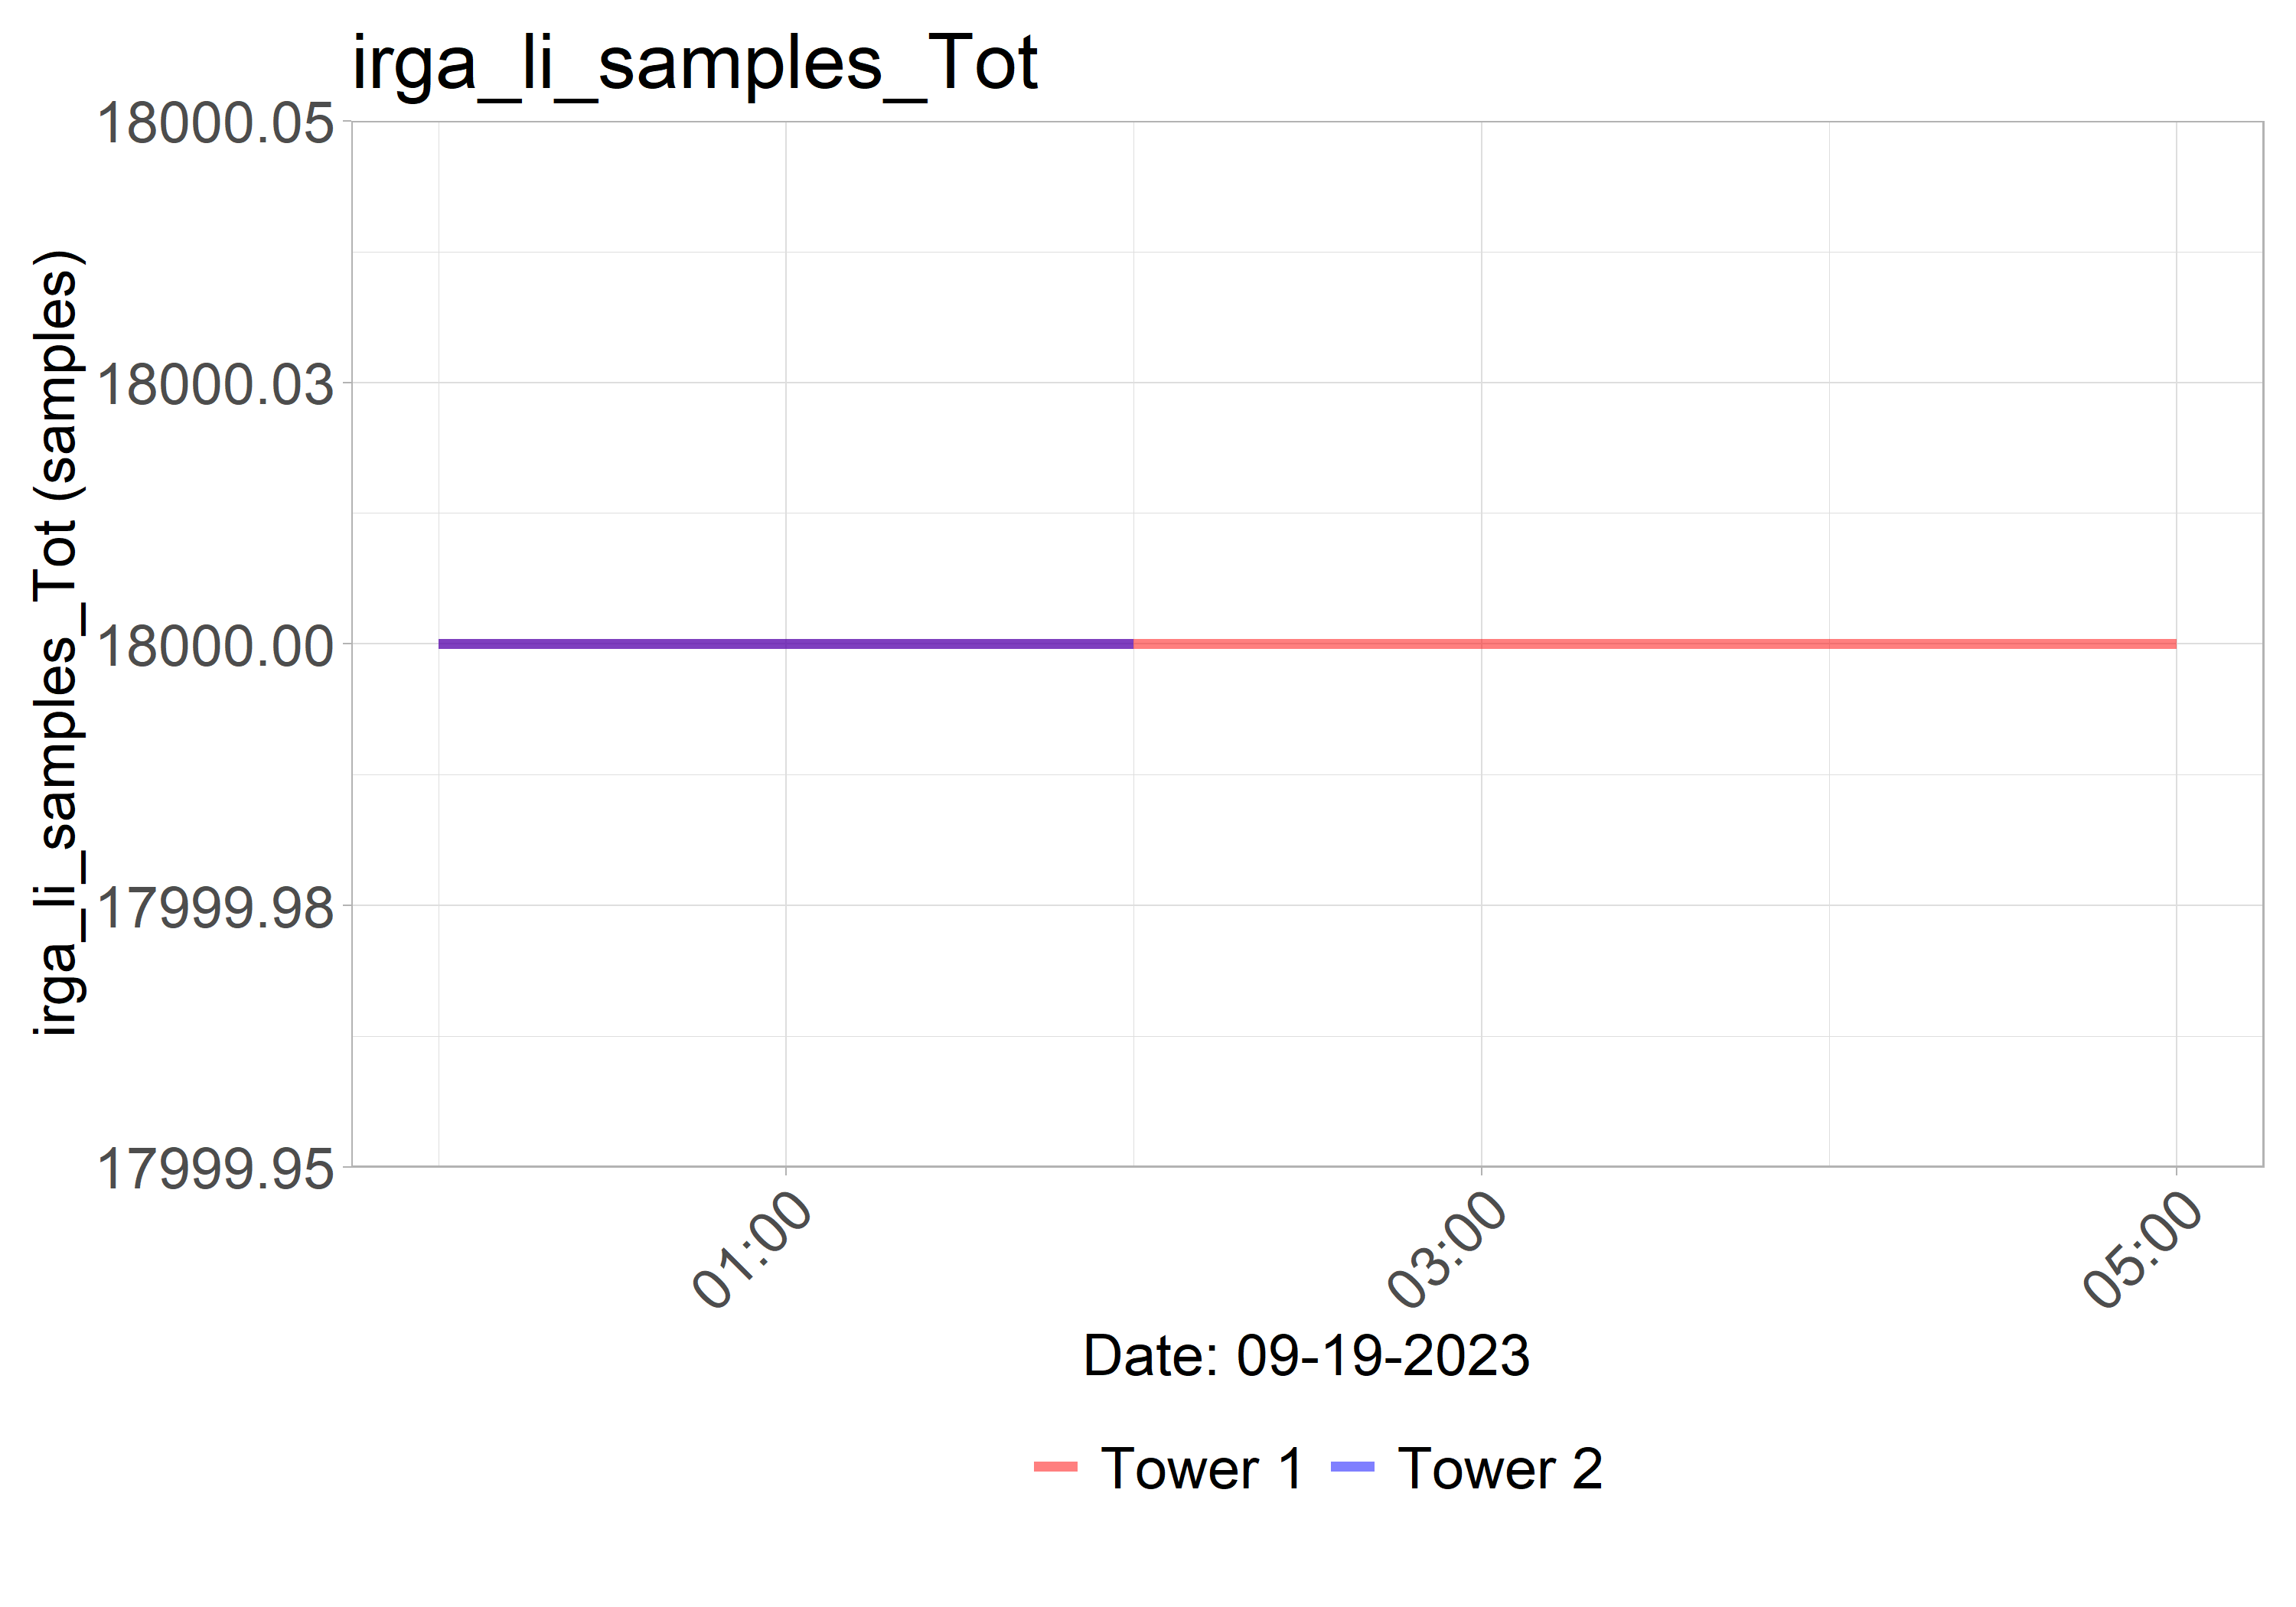 irga_li_samples_Tot
irga_li_samples_Tot (samples)
18000.05
18000.03
18000.00
17999.98
17999.95
01:00
03:00
05:00
Date: 09-19-2023
Tower 1
Tower 2